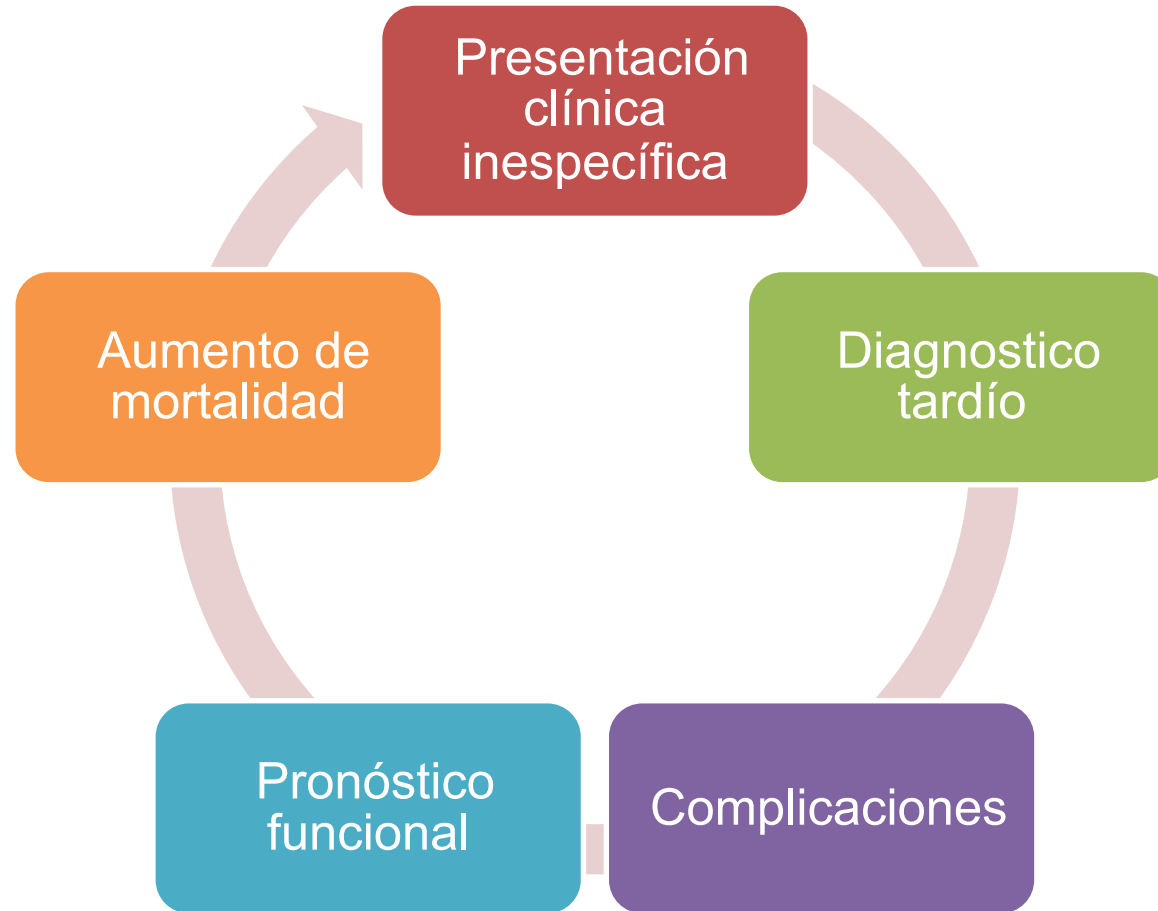 Presentación
clínica
inespecífica
Diagnostico
tardío
Complicaciones
Pronóstico
funcional
Aumento de
mortalidad